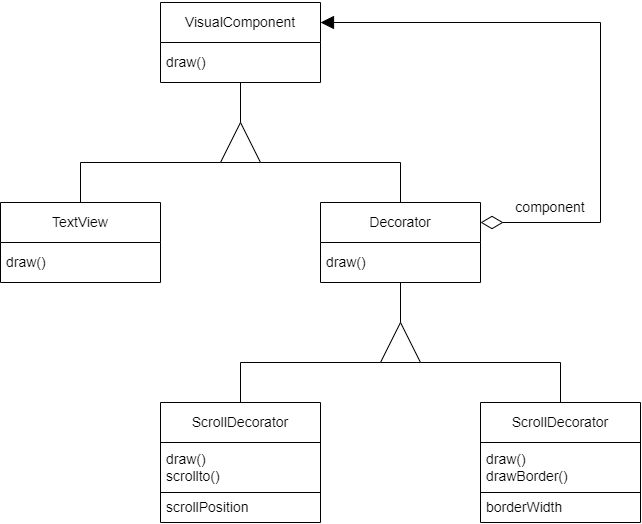 VisualComponent
draw()
component
TextView
draw()
Decorator
draw()
ScrollDecorator
draw()
scrollto()
scrollPosition
ScrollDecorator
draw()
drawBorder()
borderWidth